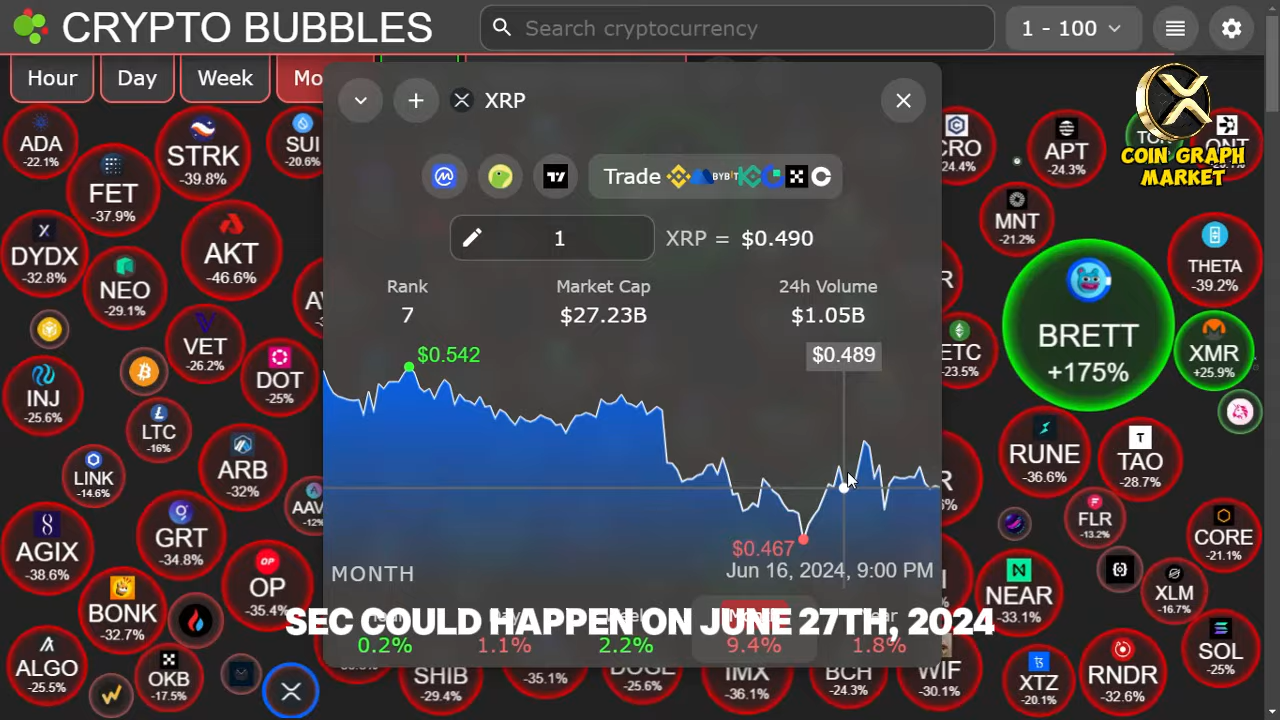 CRYPTO BUBBLES
Search cryptocurrency
1 - 100
Hour
Day
Week
XRP
COIN GRAPH
MARKET
Trade
BYBIT
1
XRP = $0.490
Rank
Market Cap
24h Volume
7
$27.23B
$1.05B
$0.542
$0.489
$0.467
Jun 16, 2024, 9:00 PM
MONTH
SEC COULD HAPPEN ON JUNE 27TH, 2024
0.2%
1.1%
2.2%
9.4%
1.8%
ADA
-22.1%
STRK
-39.8%
SUI
-20.6%
FET
-37.9%
DYDX
-32.8%
AKT
-46.6%
NEO
-29.1%
VET
-26.2%
DOT
-25%
INJ
-25.6%
LTC
-16%
LINK
-14.6%
ARB
-32%
AGIX
-38.6%
GRT
-34.8%
OP
-35.4%
BONK
-32.7%
ALGO
-25.5%
OKB
-17.5%
SHIB
-29.4%
-35.1%
-25.6%
IMX
-36.1%
BCH
-24.3%
WIF
-30.1%
APT
-24.3%
MNT
-21.2%
THETA
-39.2%
BRETT
+175%
XMR
+25.9%
ETC
-23.5%
RUNE
-36.6%
TAO
-28.7%
FLR
-13.2%
CORE
-21.1%
NEAR
-33.1%
XLM
-16.7%
SOL
-25%
XTZ
-20.1%
RNDR
-32.6%